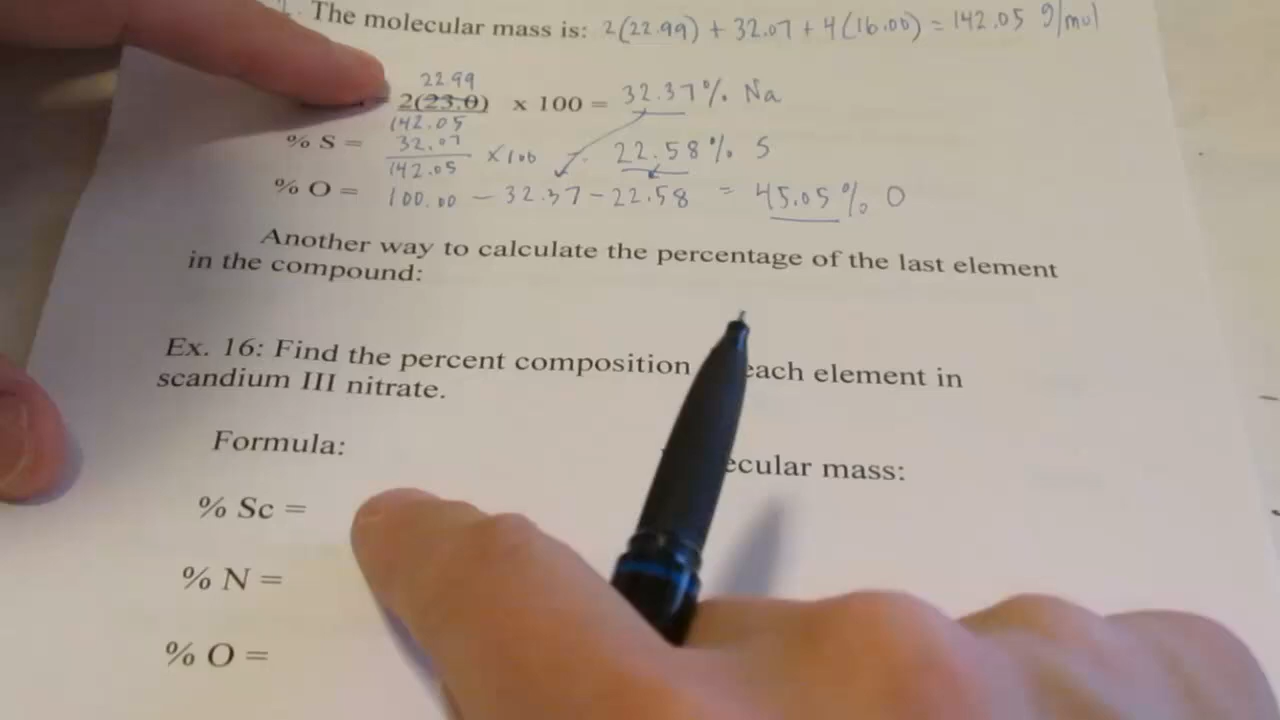 The molecular mass is: 2(22.99) + 32.07 + 4(16.00) = 142.05 g/mol
22.99
= 2(23.0) x 100 = 32.37% Na
142.05
% S = 32.07 x100 = 22.58% S
142.05
% O = 100.00 - 32.37 - 22.58 = 45.05% O
Another way to calculate the percentage of the last element
in the compound:
Ex. 16: Find the percent composition each element in
scandium III nitrate.
Formula: ecular mass:
% Sc =
% N =
% O =